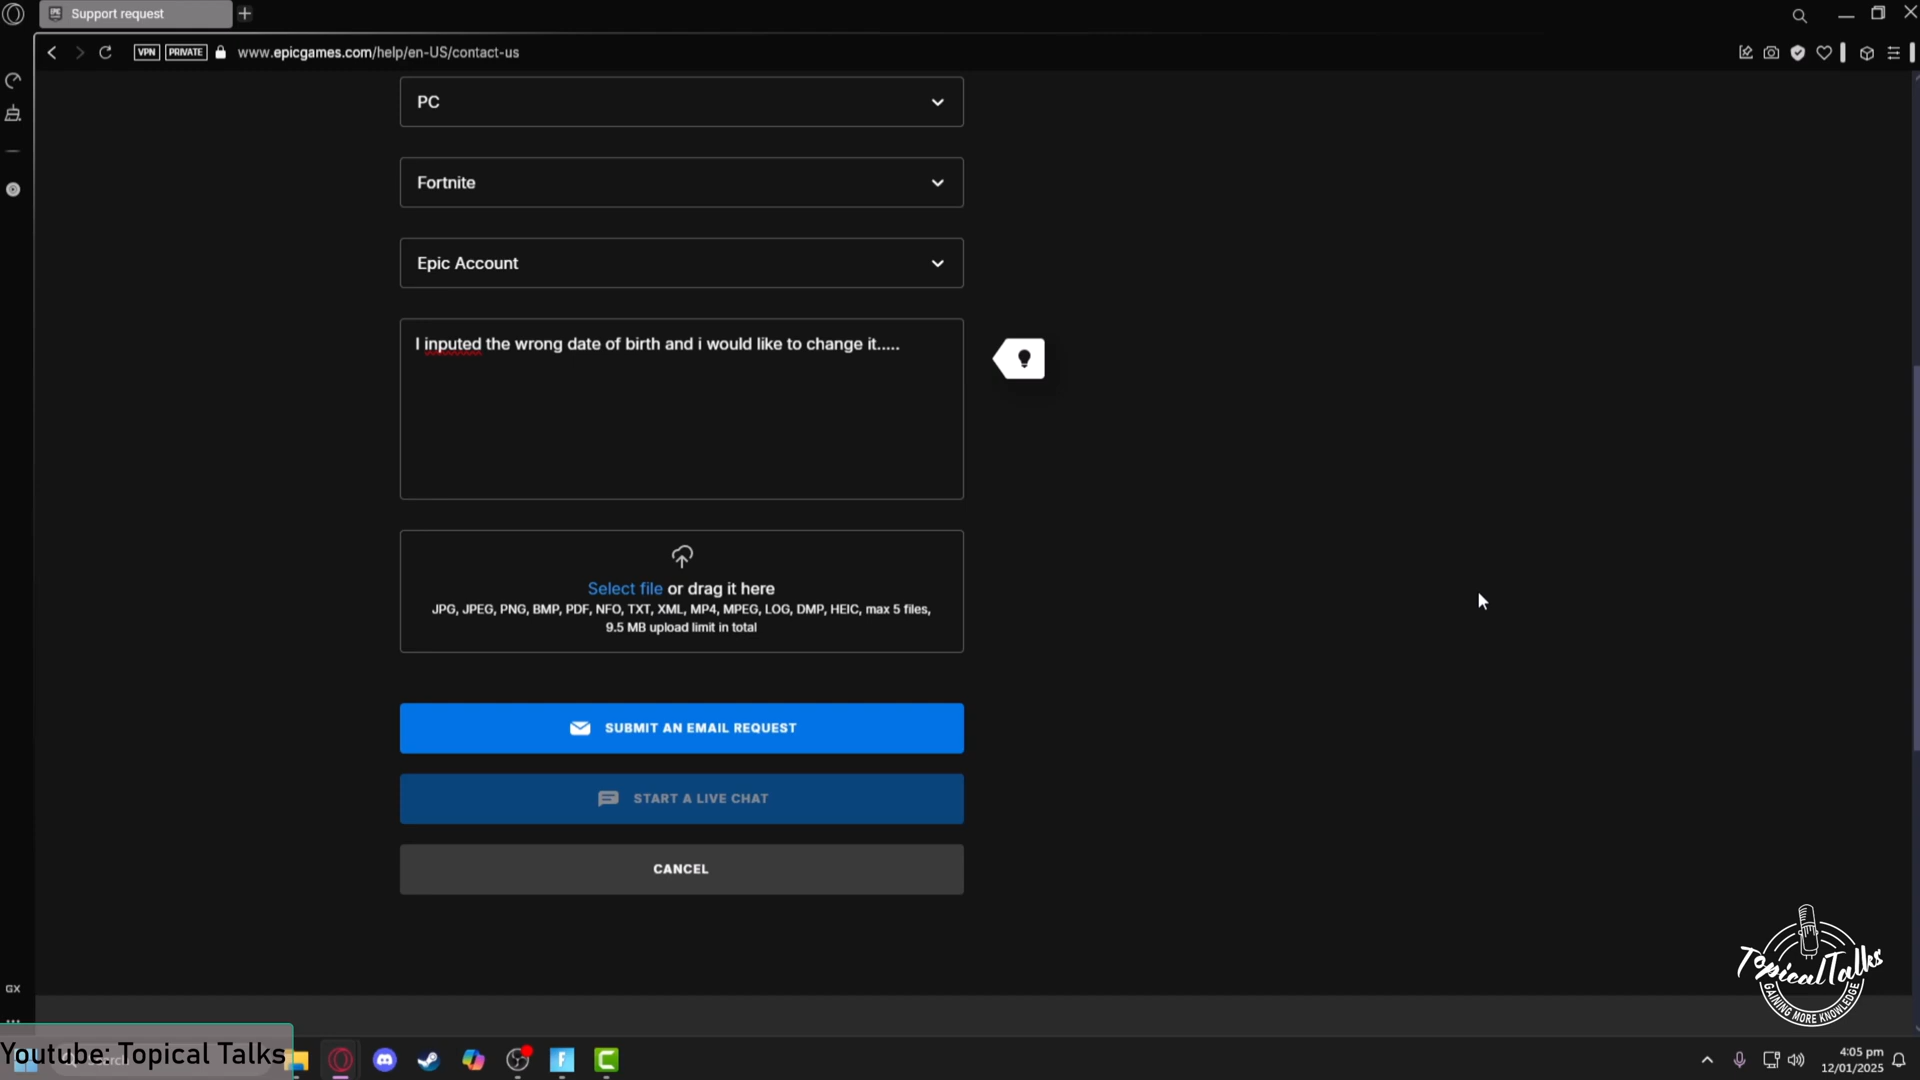 Support request
VPN PRIVATE www.epicgames.com/help/en-US/contact-us
PC
Fortnite
Epic Account
I inputed the wrong date of birth and i would like to change it.....
Select file or drag it here
JPG, JPEG, PNG, BMP, PDF, NFO, TXT, XML, MP4, MPEG, LOG, DMP, HEIC, max 5 files,
9.5 MB upload limit in total
SUBMIT AN EMAIL REQUEST
START A LIVE CHAT
CANCEL
TopicalTalks
GAINING MORE KNOWLEDGE
GX
Youtube: Topical Talks
4:05 pm
12/01/2025